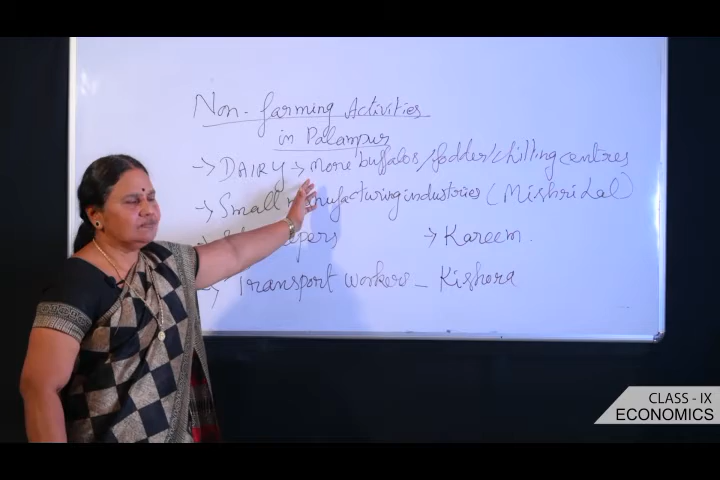 Non-farming Activities
in Palampur
→ DAIRY → more buffalos/fodder/chilling centres
→ Small manufacturing industries (Mishri Lal)
→ Kareem.
→ Transport workers - Kishora
CLASS - IX
ECONOMICS